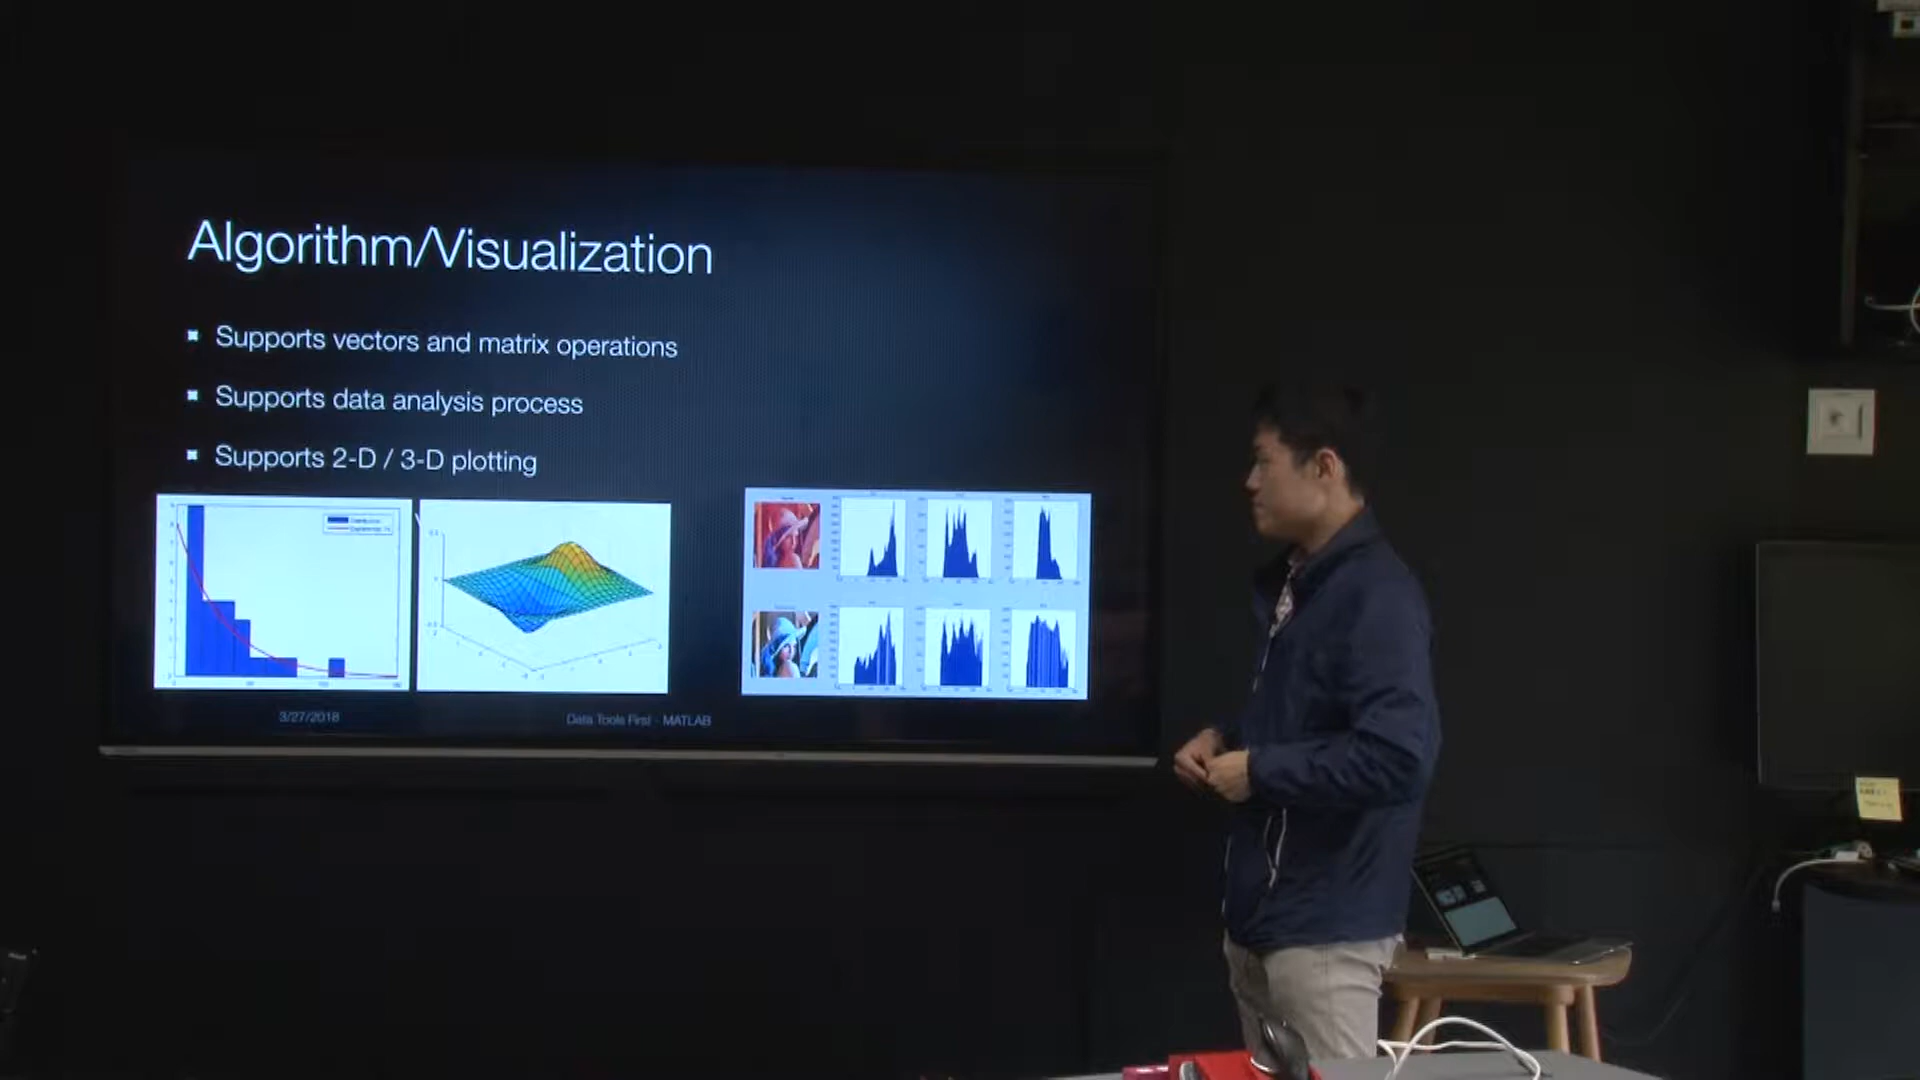 Algorithm/Visualization
Supports vectors and matrix operations
Supports data analysis process
Supports 2-D / 3-D plotting
3/27/2018
Data Tools First - MATLAB